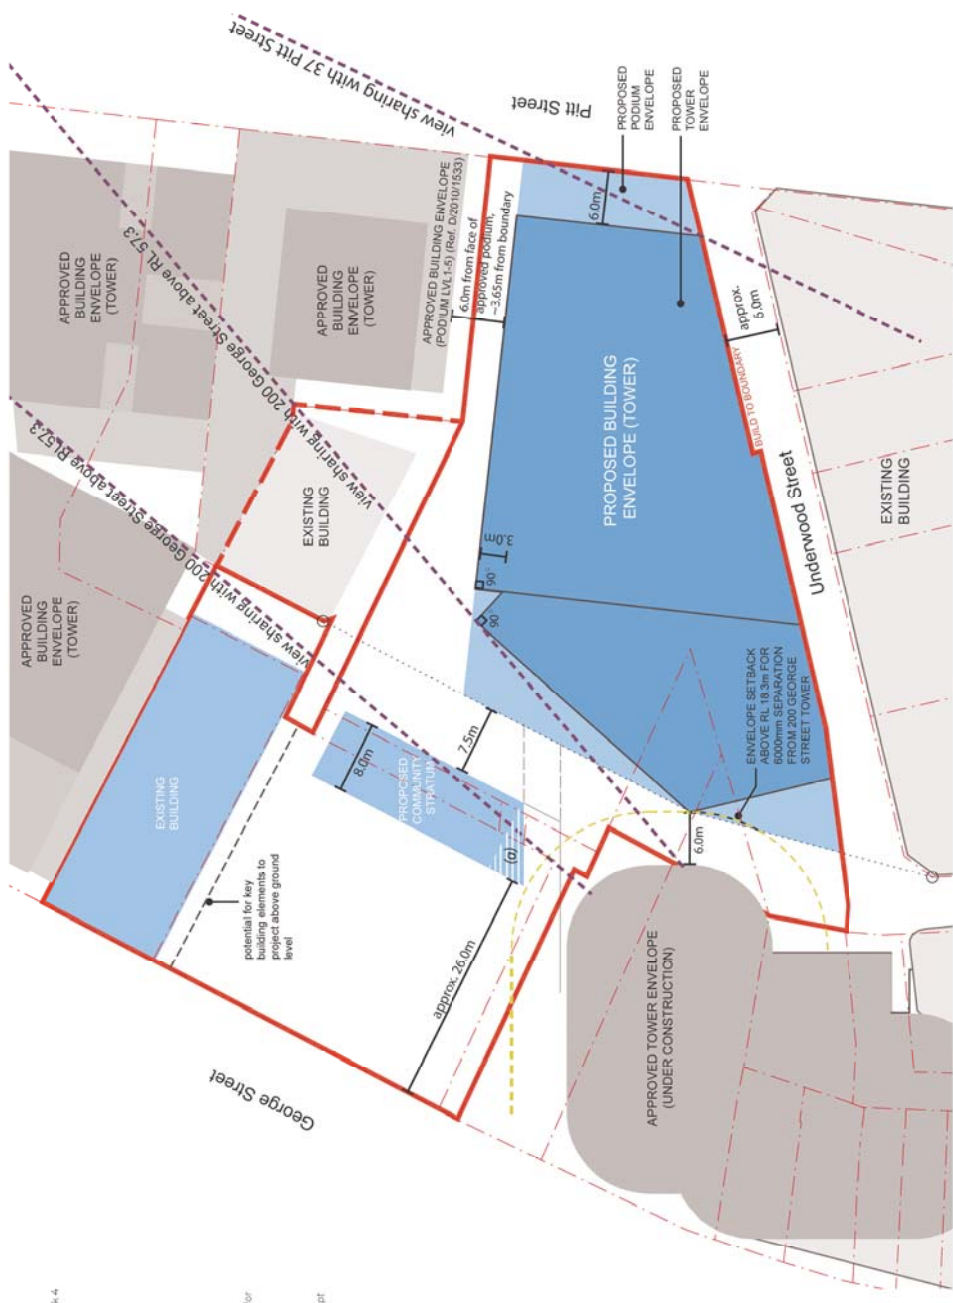 view sharing with 37 Pitt Street
Pitt Street
PROPOSED
PODIUM
ENVELOPE
PROPOSED
TOWER
ENVELOPE
APPROVED
BUILDING
ENVELOPE
(TOWER)
view sharing with 200 George Street above RL 57.3
APPROVED
BUILDING
ENVELOPE
(TOWER)
APPROVED BUILDING ENVELOPE
(PODIUM LVL1-5) (Ref. D/2010/1533)
6.0m from face of
approved podium,
~3.65m from boundary
6.0m
approx.
5.0m
BUILD TO BOUNDARY
Underwood Street
EXISTING
BUILDING
PROPOSED BUILDING
ENVELOPE (TOWER)
3.0m
90°
90°
view sharing with 200 George Street above RL 57.3
EXISTING
BUILDING
APPROVED
BUILDING
ENVELOPE
(TOWER)
EXISTING
BUILDING
8.0m
PROPOSED
COMMUNITY
STRATUM
(a)
7.5m
ENVELOPE SETBACK
ABOVE RL 18.3m FOR
6000mm SEPARATION
FROM 200 GEORGE
STREET TOWER
6.0m
potential for key
building elements to
project above ground
level
approx. 26.0m
George Street
APPROVED TOWER ENVELOPE
(UNDER CONSTRUCTION)
k 4
for
pt